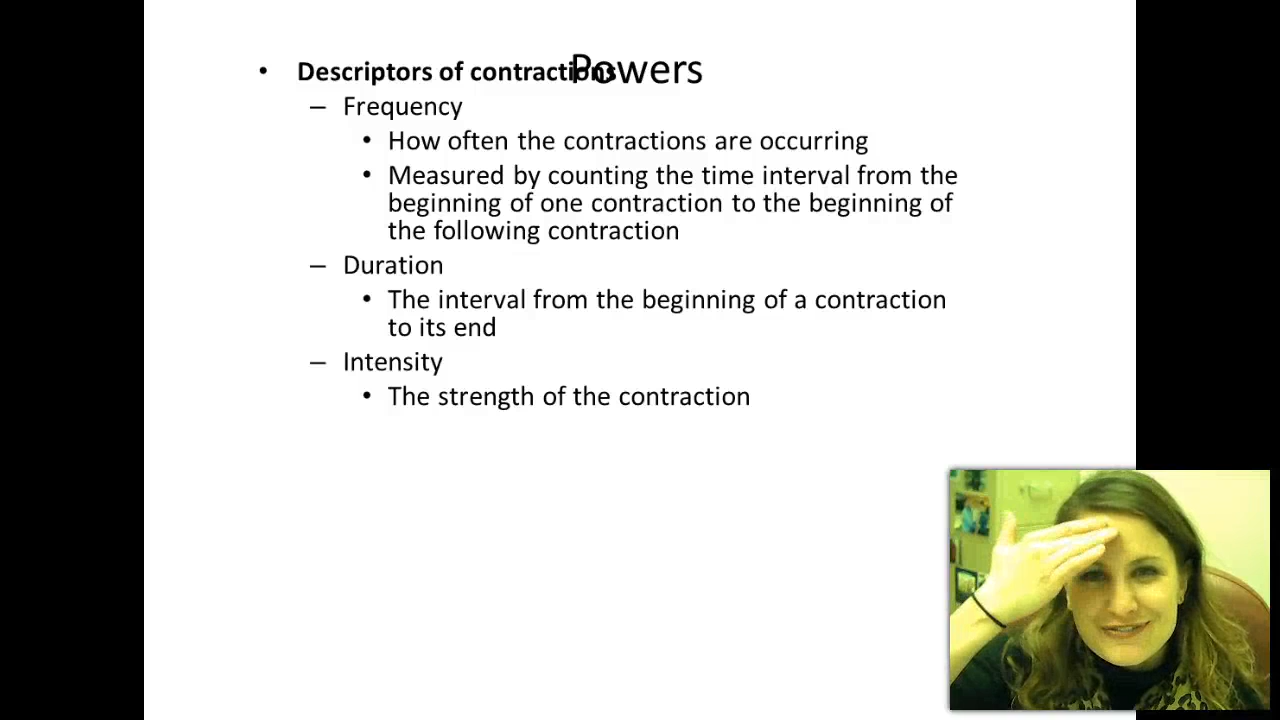 Powers
• Descriptors of contractions
– Frequency
• How often the contractions are occurring
• Measured by counting the time interval from the
beginning of one contraction to the beginning of
the following contraction
– Duration
• The interval from the beginning of a contraction
to its end
– Intensity
• The strength of the contraction